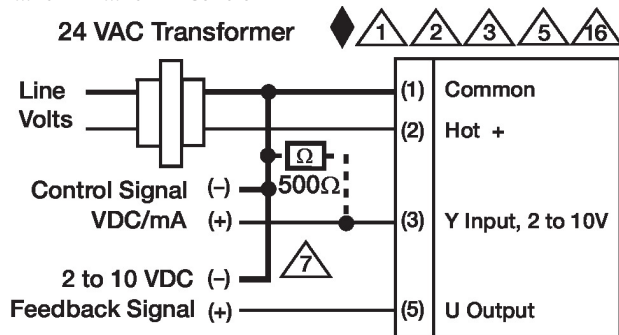 24 VAC Transformer
1 2 3 5 16
Line
Volts
(1) Common
(2) Hot +
Ω
500Ω
Control Signal (–)
VDC/mA (+)
(3) Y Input, 2 to 10V
7
2 to 10 VDC (–)
Feedback Signal (+)
(5) U Output